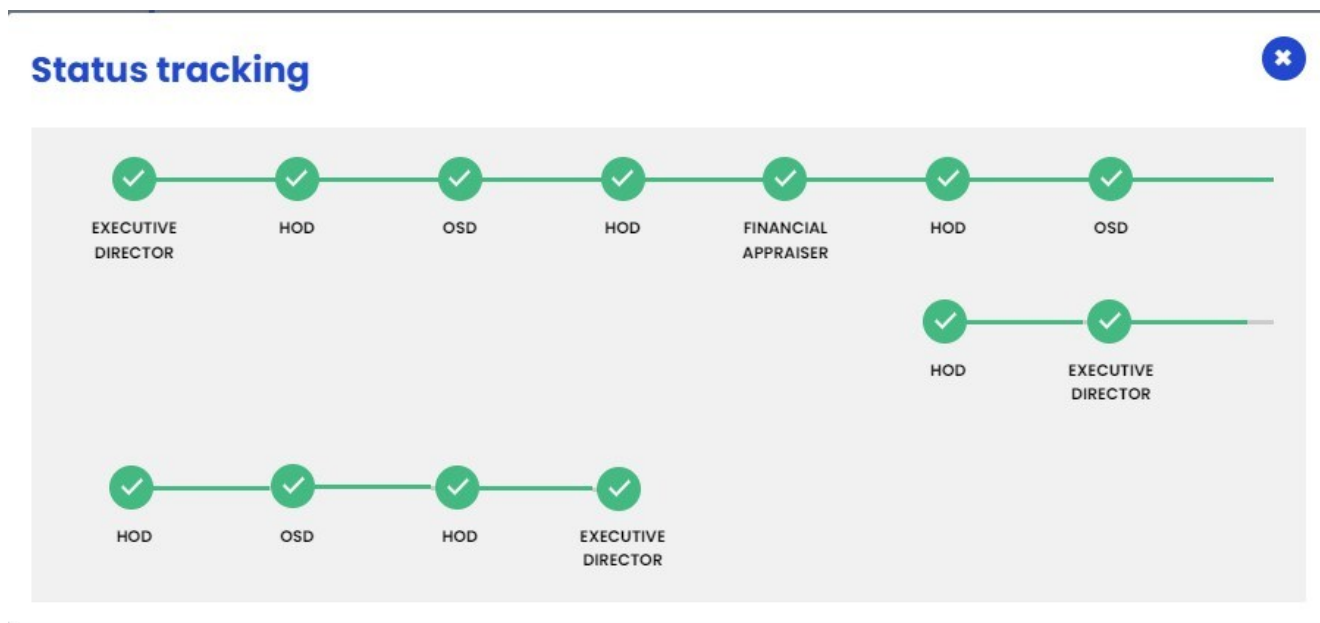 Status tracking
EXECUTIVE
DIRECTOR
HOD
OSD
HOD
FINANCIAL
APPRAISER
HOD
OSD
HOD
EXECUTIVE
DIRECTOR
HOD
OSD
HOD
EXECUTIVE
DIRECTOR